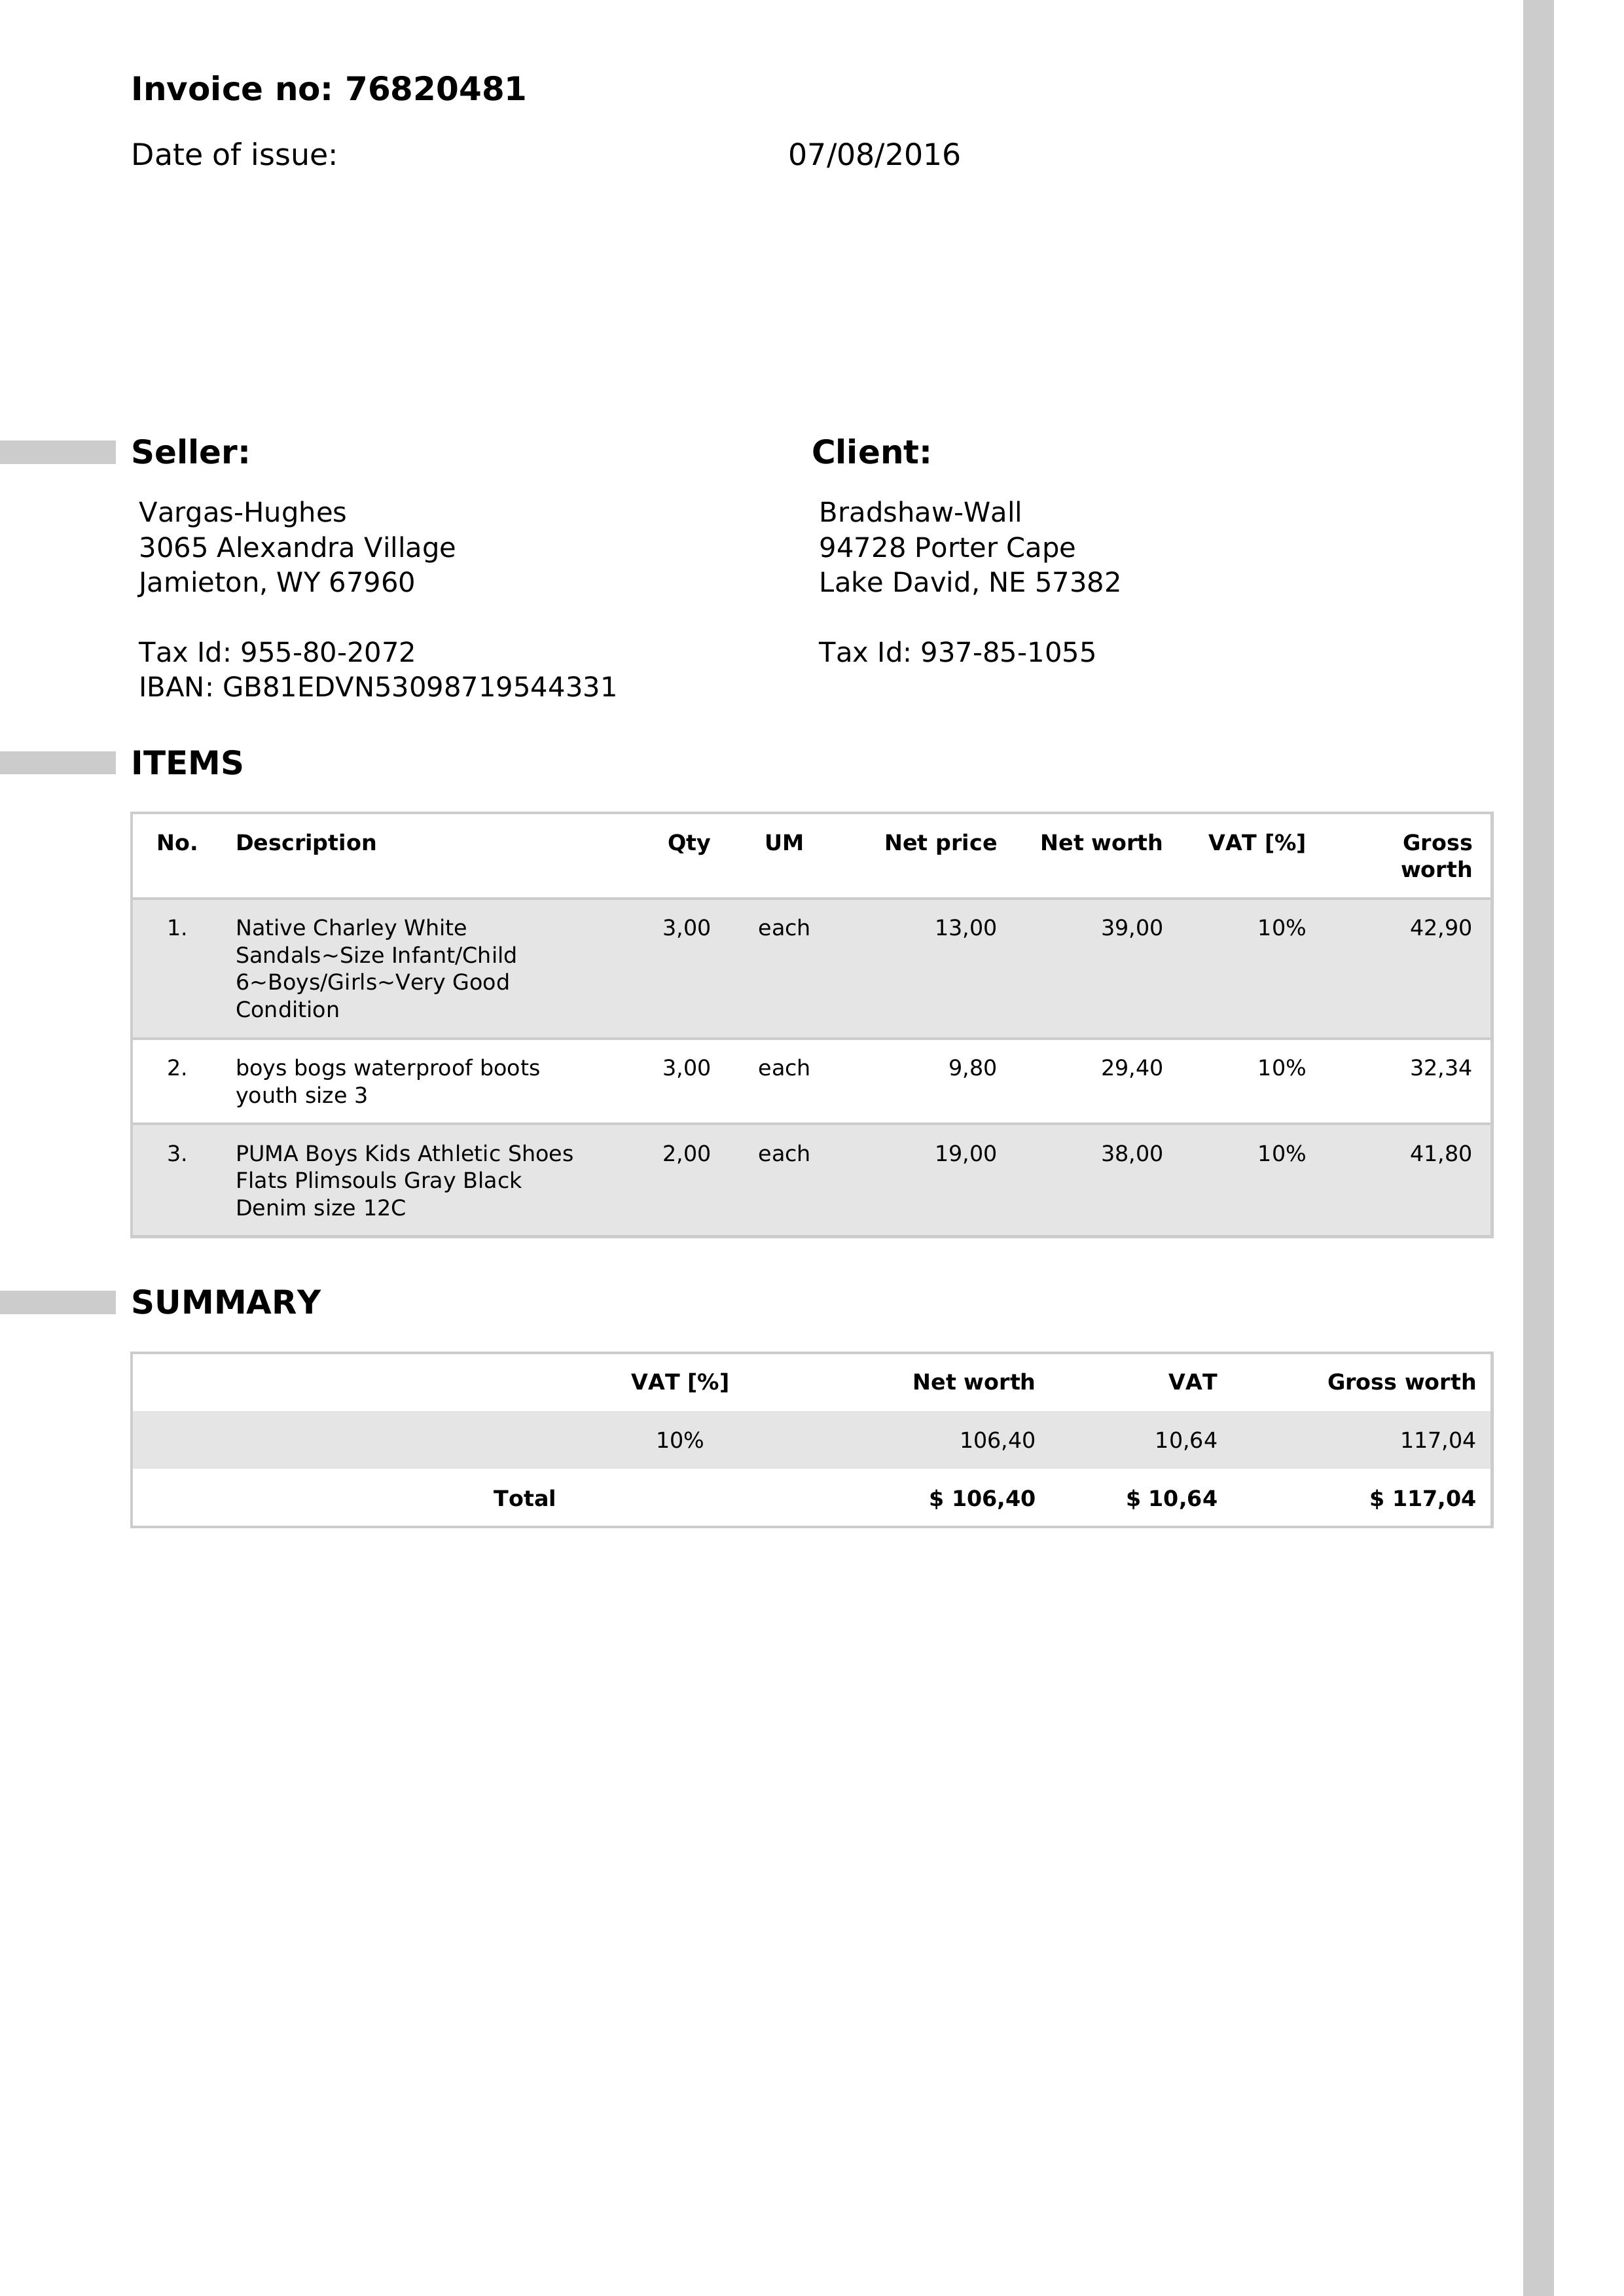 Invoice no: 76820481
Date of issue: 07/08/2016
Seller:
Vargas-Hughes
3065 Alexandra Village
Jamieton, WY 67960
Tax Id: 955-80-2072
IBAN: GB81EDVN53098719544331
Client:
Bradshaw-Wall
94728 Porter Cape
Lake David, NE 57382
Tax Id: 937-85-1055
ITEMS
No. Description Qty UM Net price Net worth VAT [%] Gross
worth
1. Native Charley White 3,00 each 13,00 39,00 10% 42,90
Sandals~Size Infant/Child
6~Boys/Girls~Very Good
Condition
2. boys bogs waterproof boots 3,00 each 9,80 29,40 10% 32,34
youth size 3
3. PUMA Boys Kids Athletic Shoes 2,00 each 19,00 38,00 10% 41,80
Flats Plimsouls Gray Black
Denim size 12C
SUMMARY
VAT [%] Net worth VAT Gross worth
10% 106,40 10,64 117,04
Total $ 106,40 $ 10,64 $ 117,04